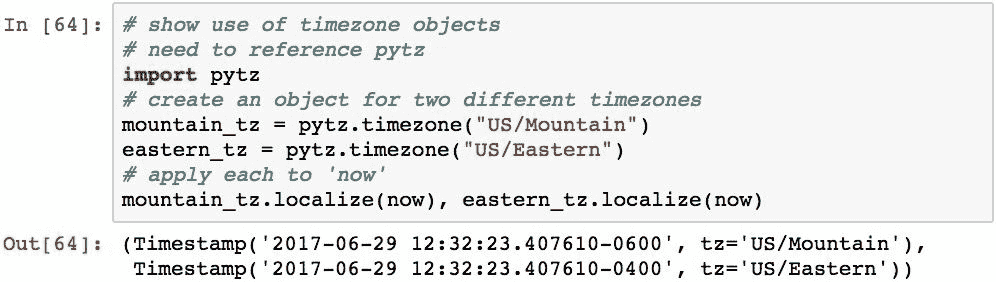 In [64]: # show use of timezone objects
# need to reference pytz
import pytz
# create an object for two different timezones
mountain_tz = pytz.timezone("US/Mountain")
eastern_tz = pytz.timezone("US/Eastern")
# apply each to 'now'
mountain_tz.localize(now), eastern_tz.localize(now)
Out[64]: (Timestamp('2017-06-29 12:32:23.407610-0600', tz='US/Mountain'),
Timestamp('2017-06-29 12:32:23.407610-0400', tz='US/Eastern'))